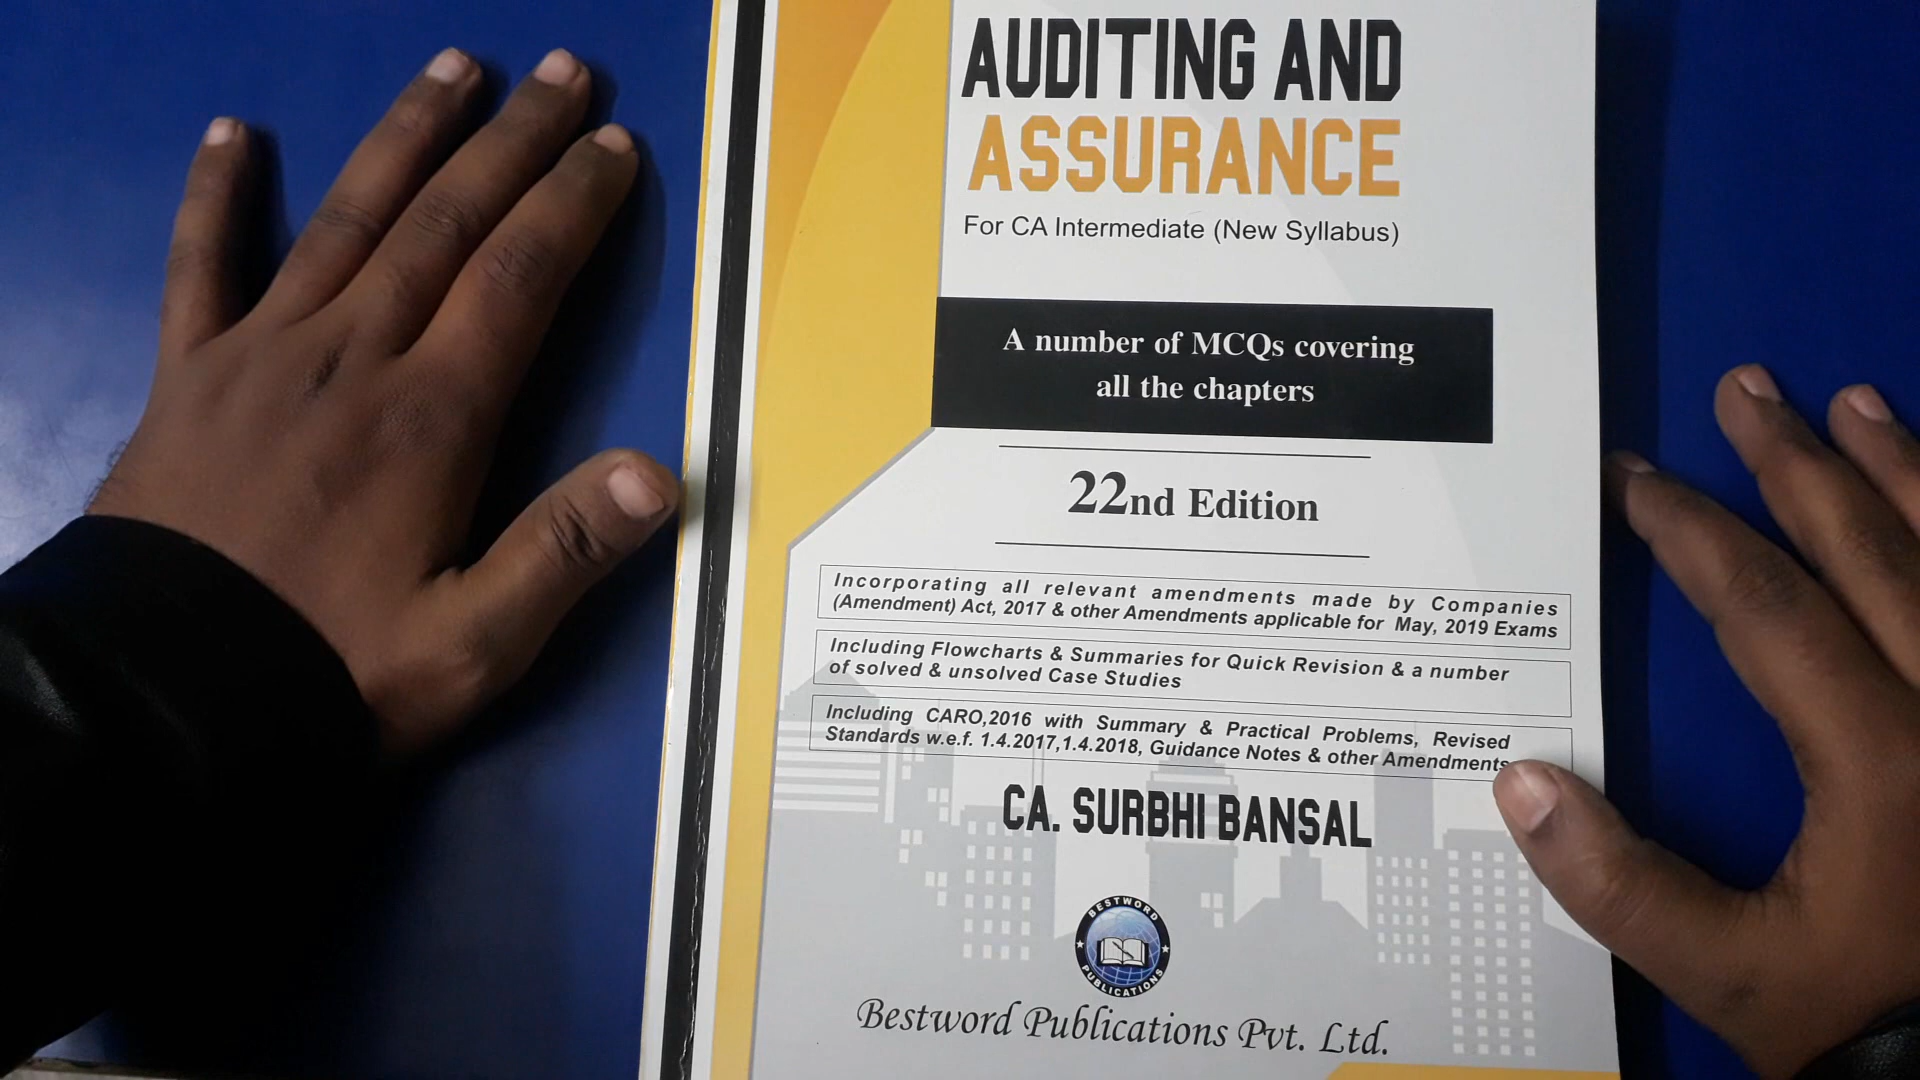 AUDITING AND
ASSURANCE
For CA Intermediate (New Syllabus)
A number of MCQs covering
all the chapters
22nd Edition
Incorporating all relevant amendments made by Companies
(Amendment) Act, 2017 & other Amendments applicable for May, 2019 Exams
Including Flowcharts & Summaries for Quick Revision & a number
of solved & unsolved Case Studies
Including CARO,2016 with Summary & Practical Problems, Revised
Standards w.e.f. 1.4.2017,1.4.2018, Guidance Notes & other Amendments
CA. SURBHI BANSAL
BESTWORD
PUBLICATIONS
Bestword Publications Pvt. Ltd.